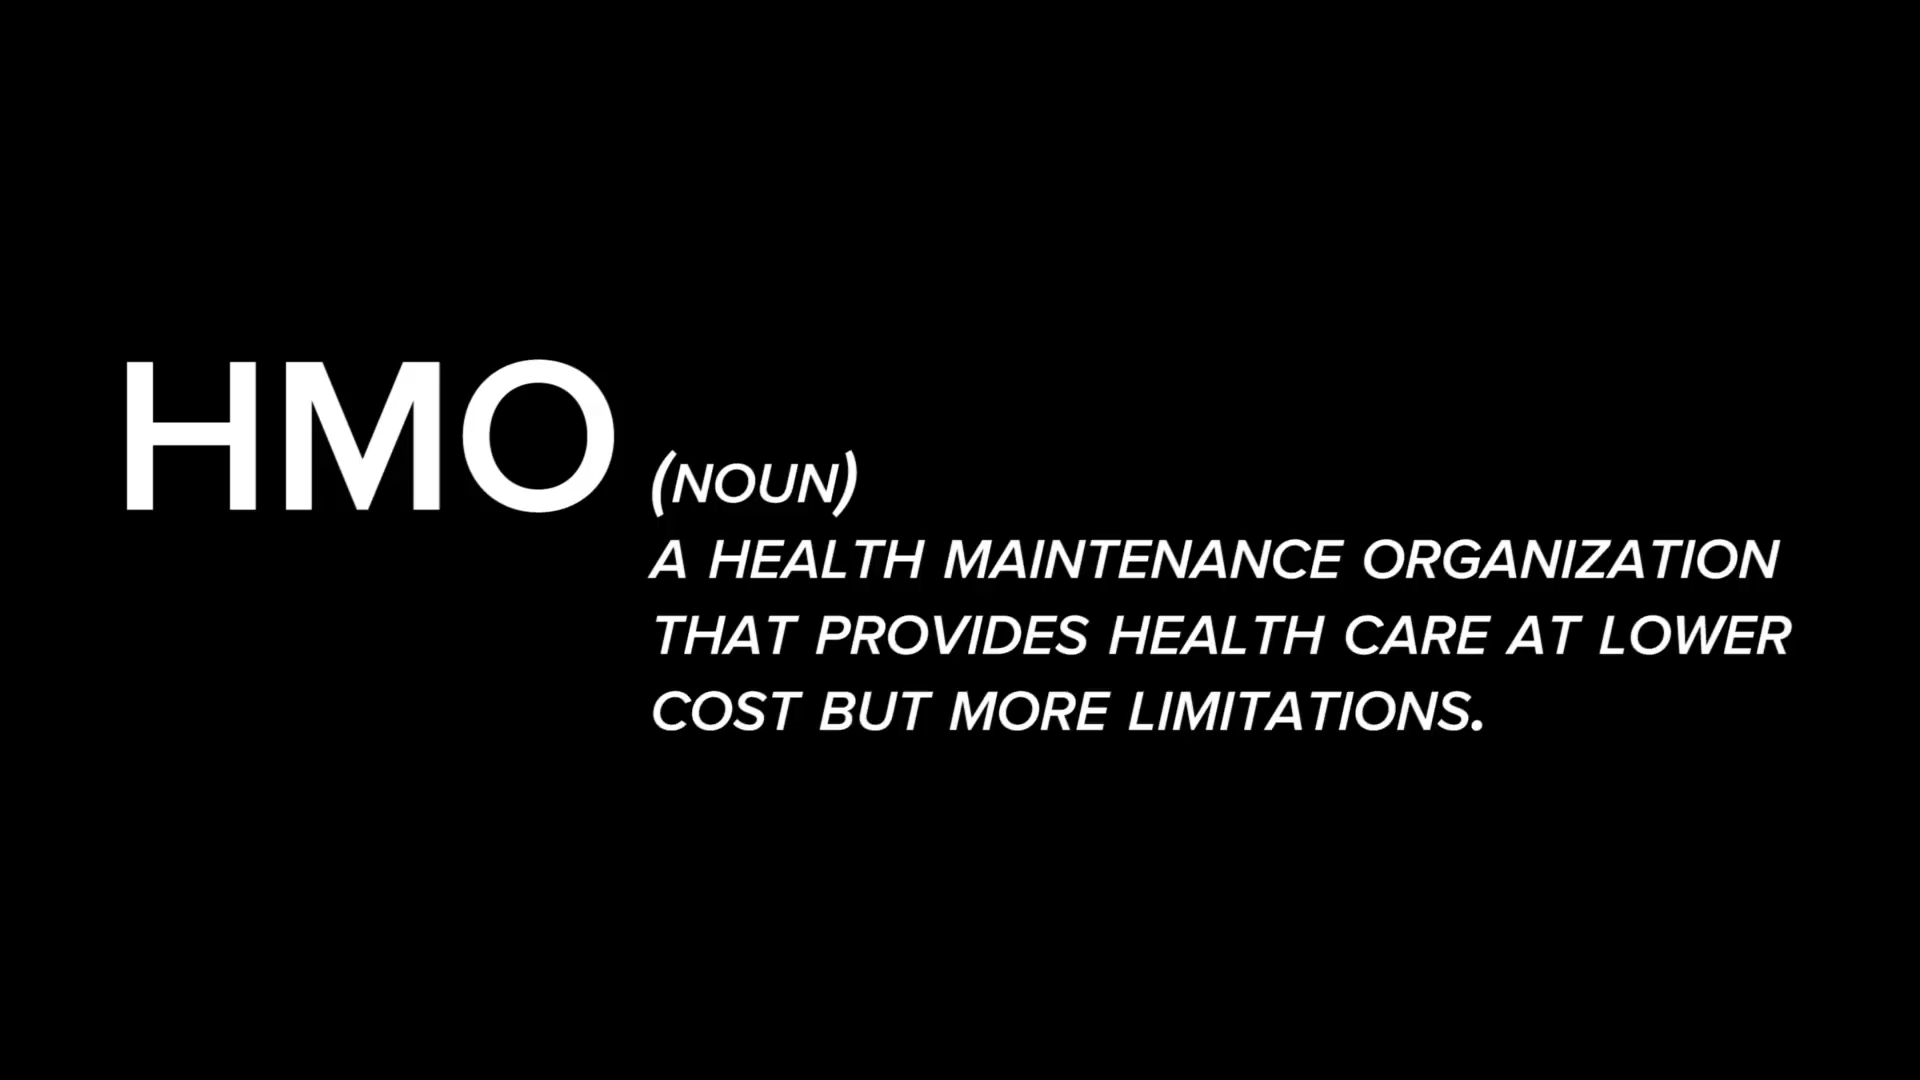 HMO (NOUN)
A HEALTH MAINTENANCE ORGANIZATION
THAT PROVIDES HEALTH CARE AT LOWER
COST BUT MORE LIMITATIONS.